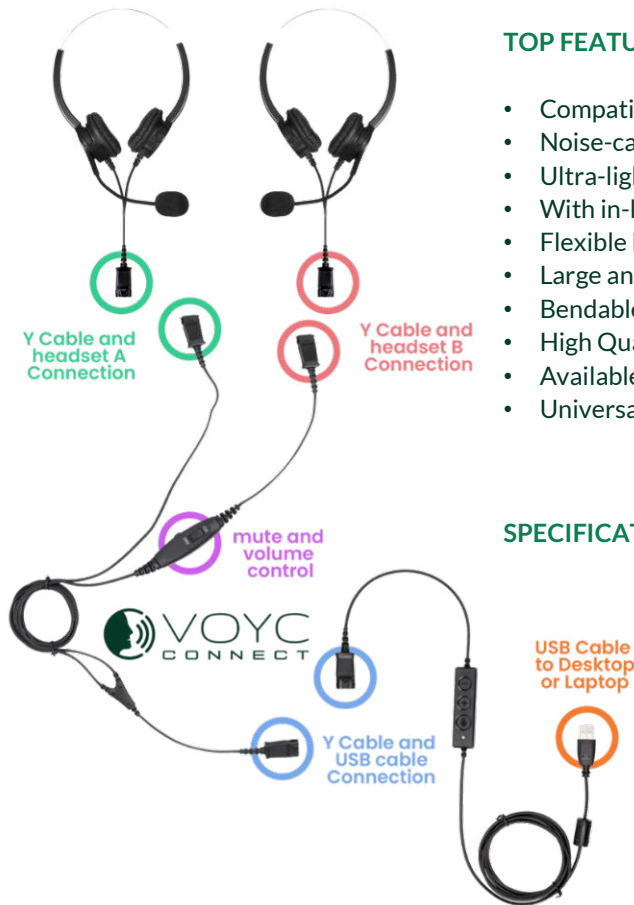 TOP FEATU
• Compati
• Noise-ca
• Ultra-ligh
• With in-l
• Flexible
• Large an
• Bendable
• High Qua
• Available
• Universa
Y Cable and
headset A
Connection
Y Cable and
headset B
Connection
mute and
volume
control
SPECIFICAT
VOYC
CONNECT
USB Cable
to Desktop
or Laptop
Y Cable and
USB cable
Connection